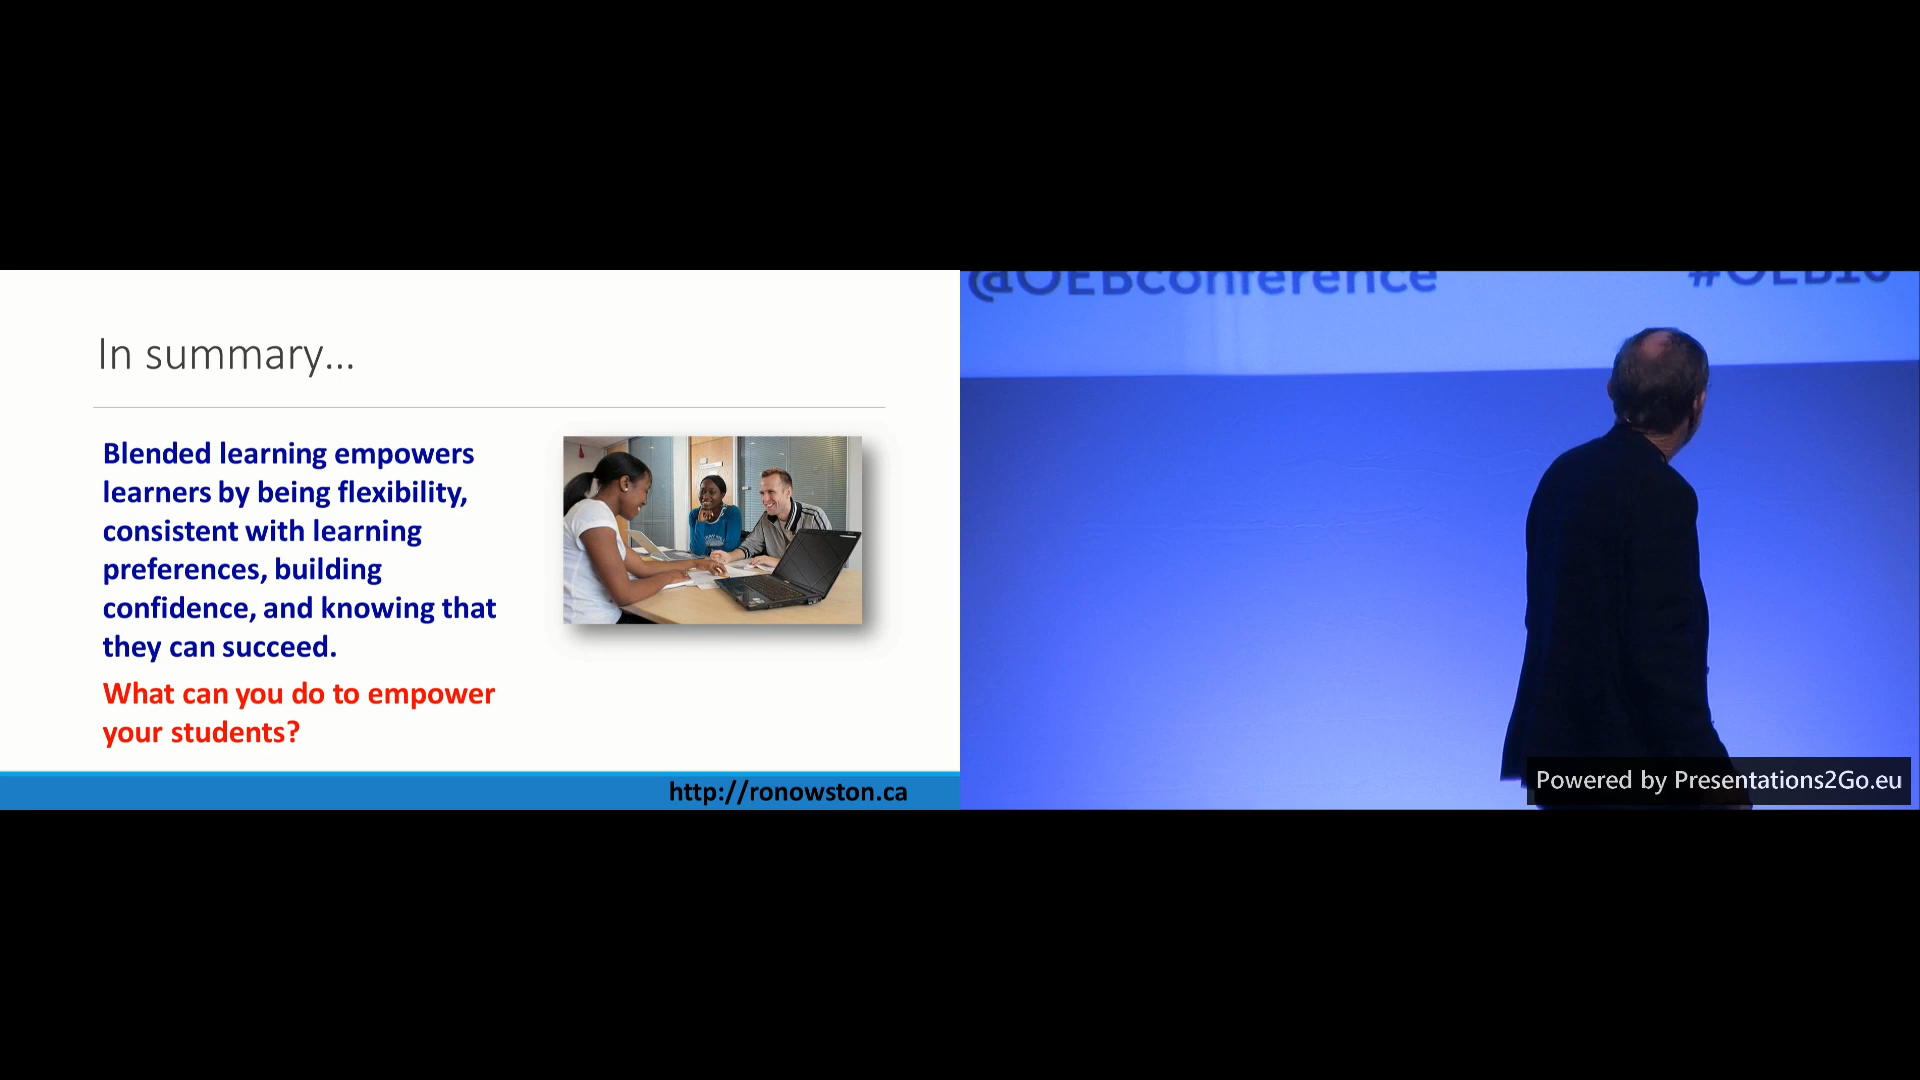 In summary...
Blended learning empowers
learners by being flexibility,
consistent with learning
preferences, building
confidence, and knowing that
they can succeed.
What can you do to empower
your students?
http://ronowston.ca
@OEBconference
Powered by Presentations2Go.eu